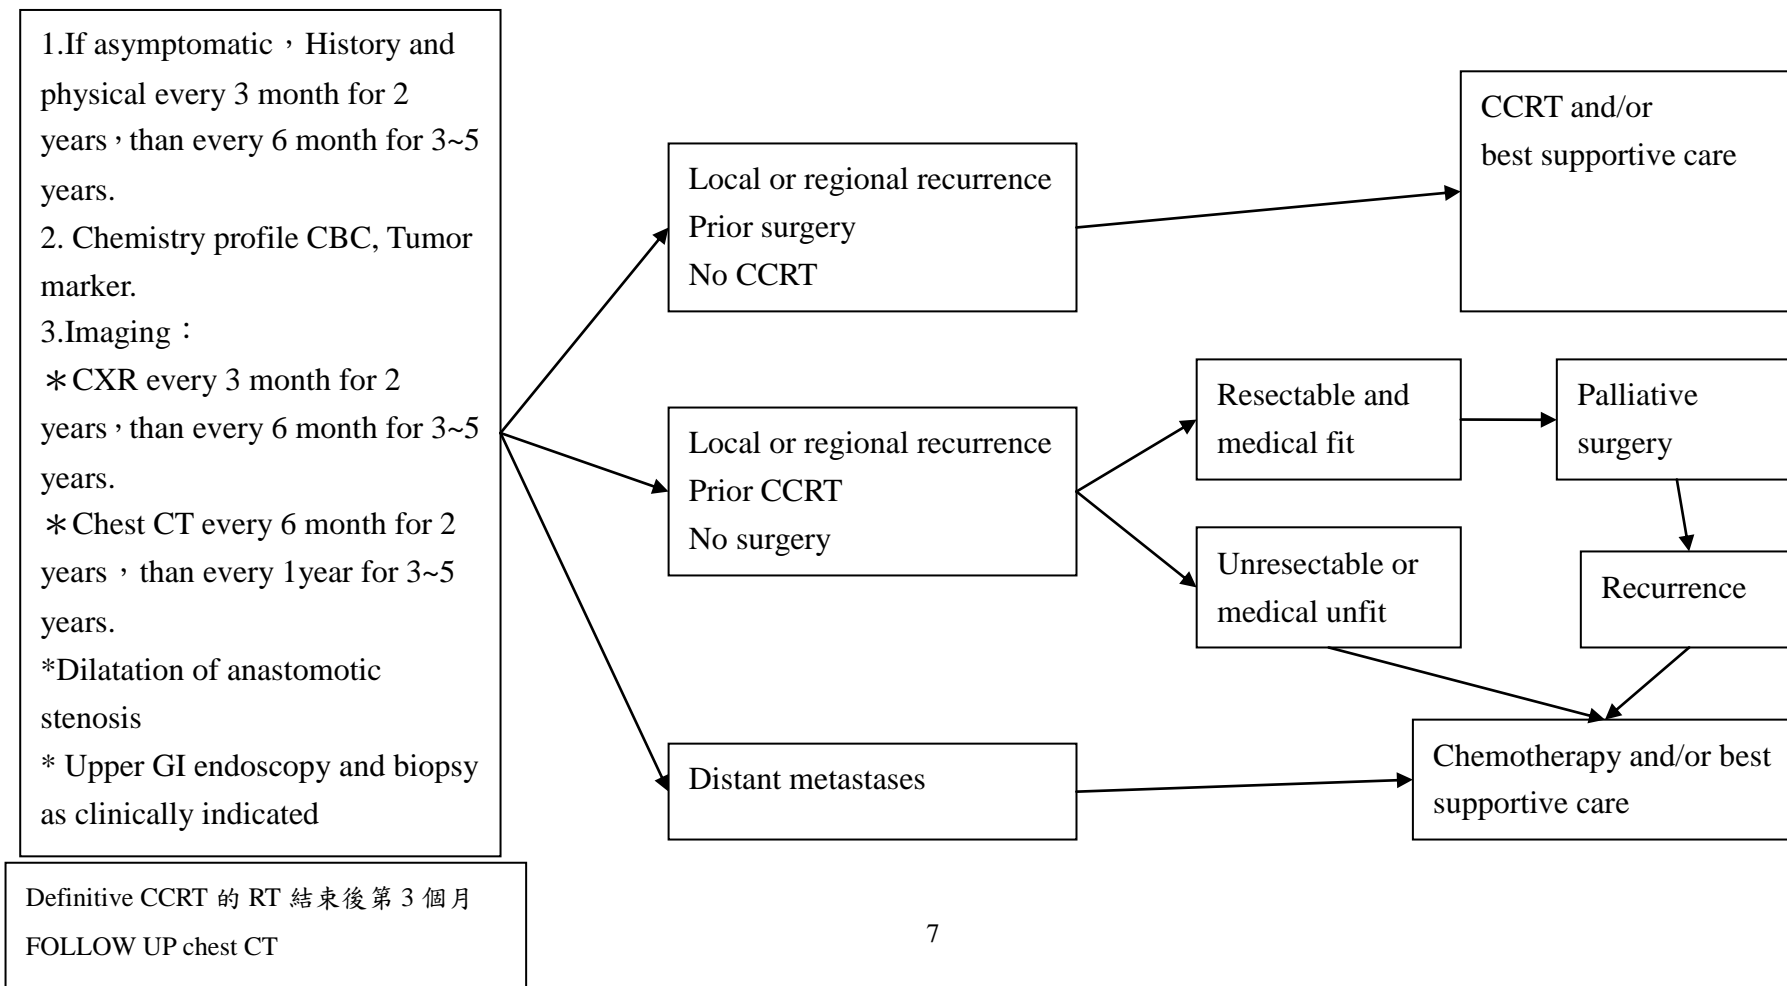 1.If asymptomatic，History and
physical every 3 month for 2
years，than every 6 month for 3~5
years.
2. Chemistry profile CBC, Tumor
marker.
3.Imaging：
＊CXR every 3 month for 2
years，than every 6 month for 3~5
years.
＊Chest CT every 6 month for 2
years，than every 1year for 3~5
years.
*Dilatation of anastomotic
stenosis
* Upper GI endoscopy and biopsy
as clinically indicated
Definitive CCRT 的 RT 結束後第 3 個月
FOLLOW UP chest CT
Local or regional recurrence
Prior surgery
No CCRT
CCRT and/or
best supportive care
Local or regional recurrence
Prior CCRT
No surgery
Resectable and
medical fit
Palliative
surgery
Unresectable or
medical unfit
Recurrence
Distant metastases
Chemotherapy and/or best
supportive care
7